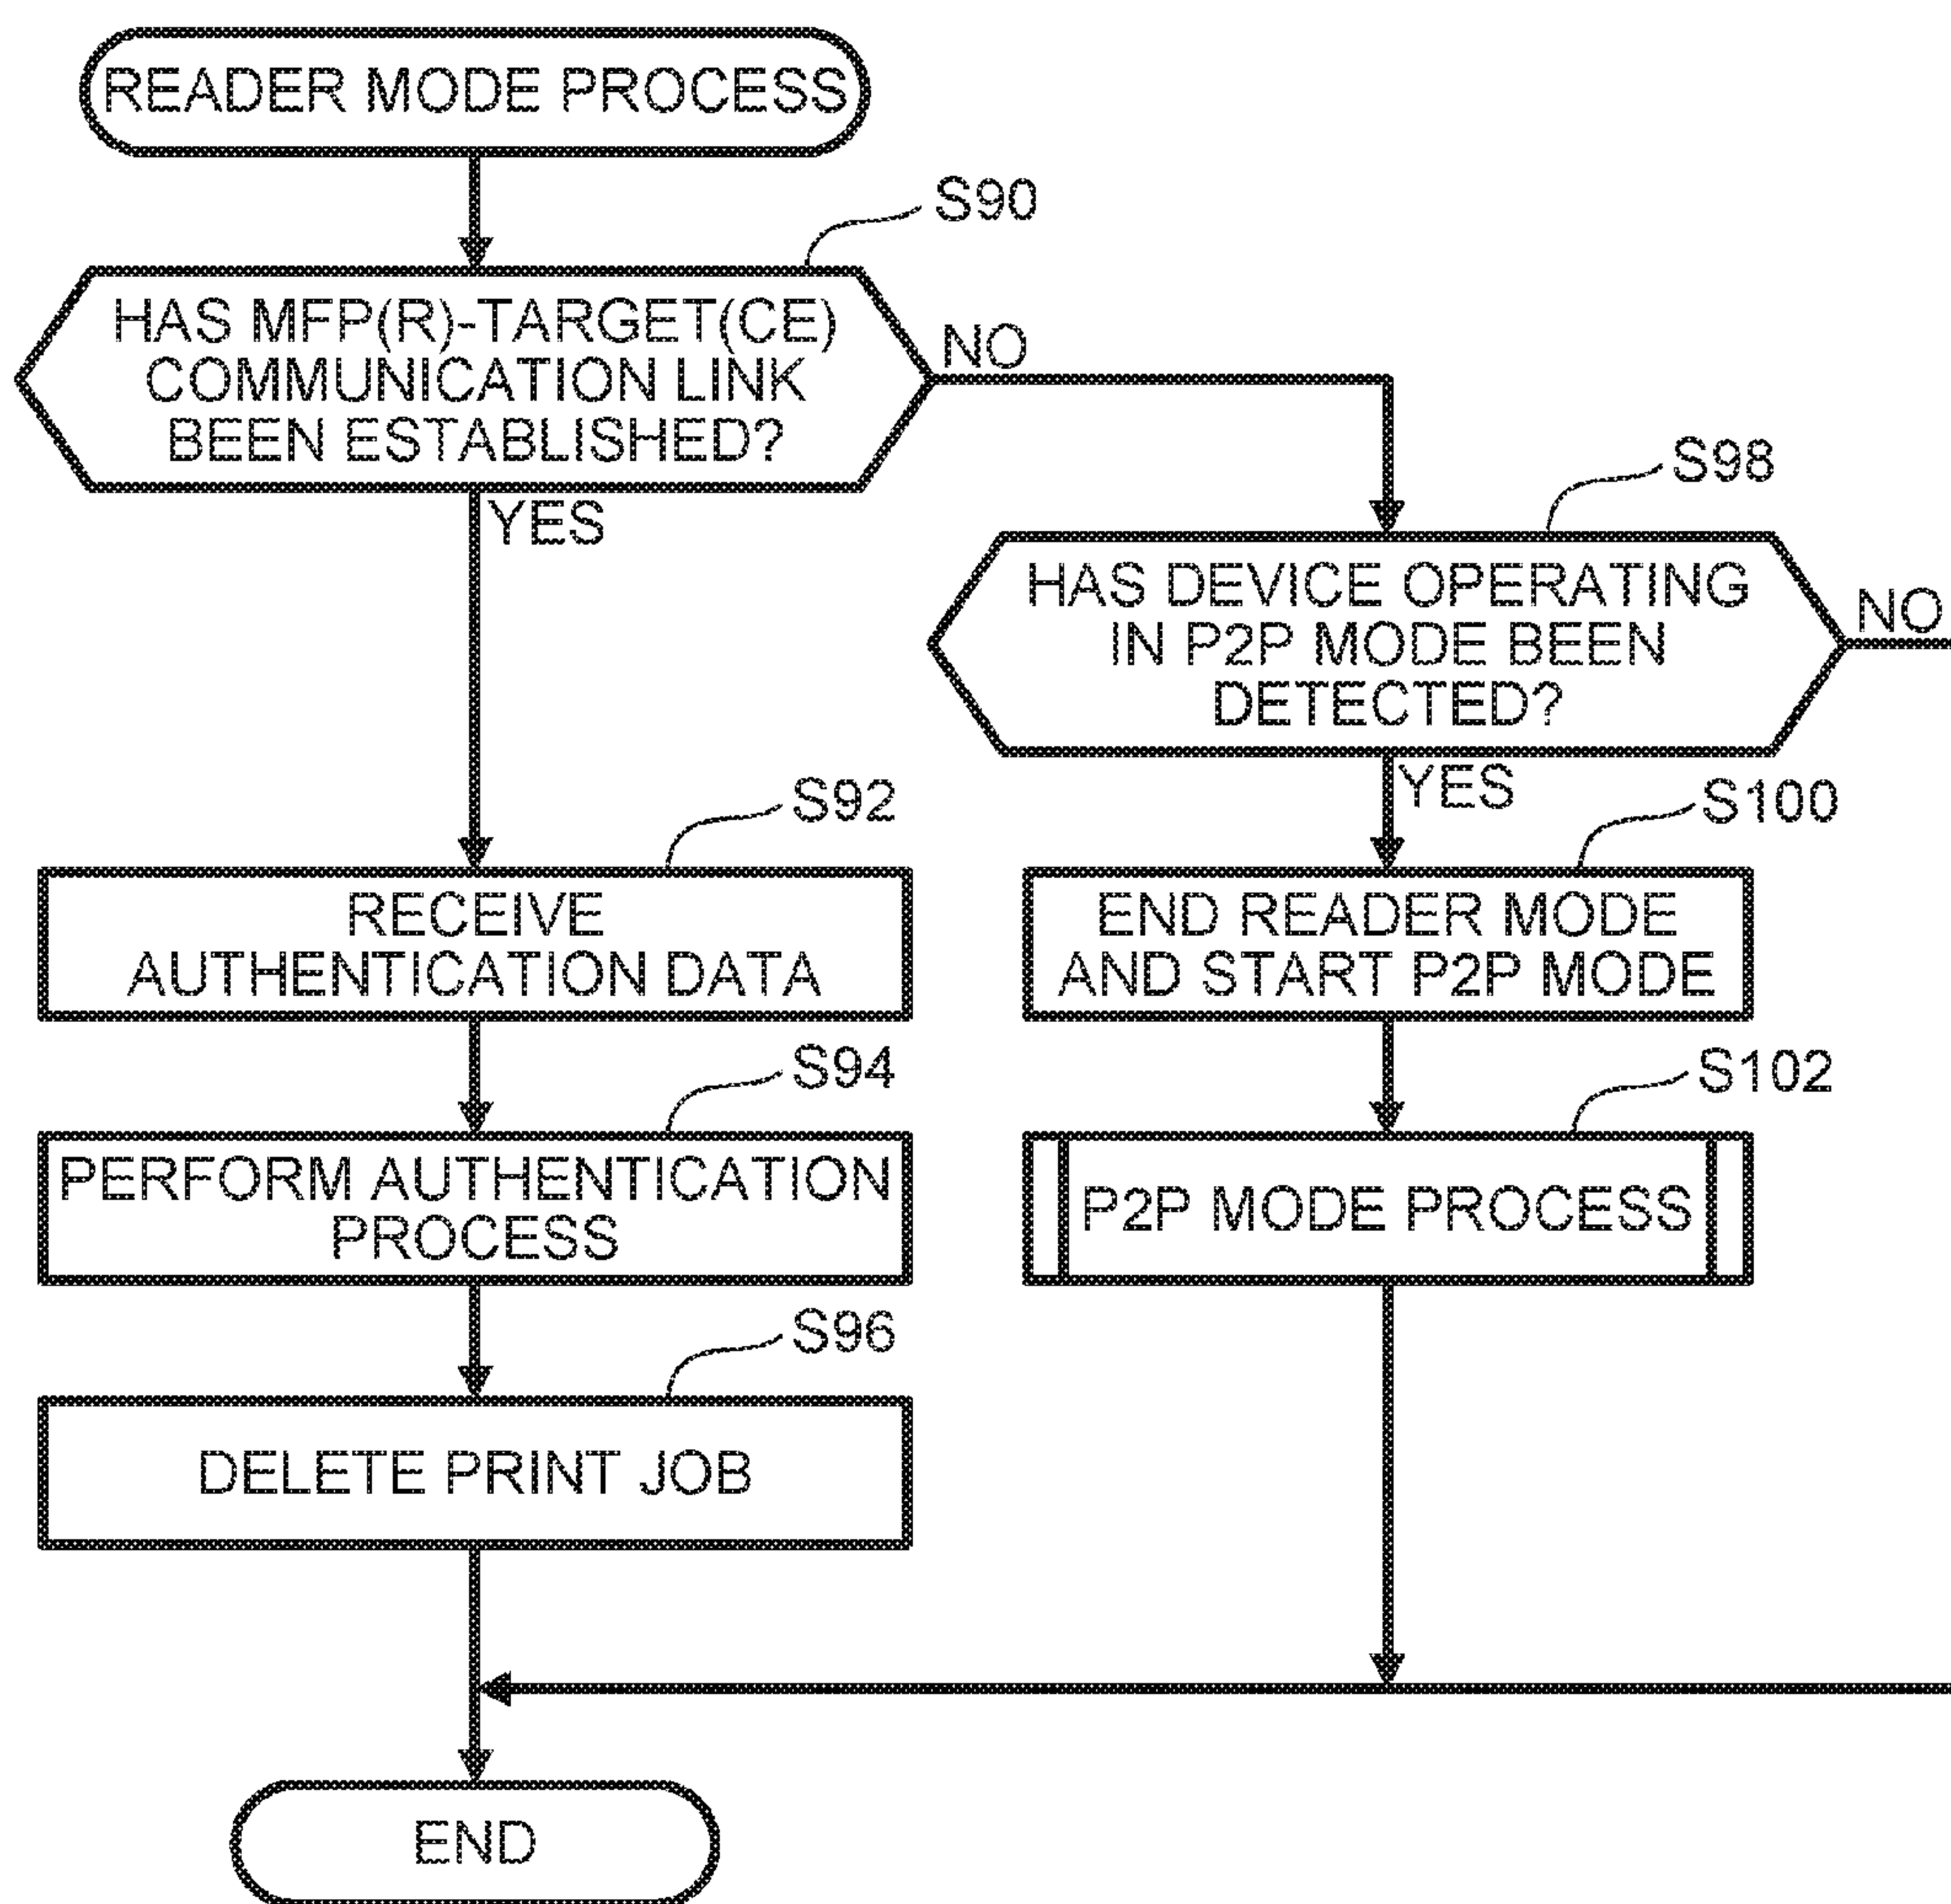 READER MODE PROCESS
S90
HAS MFP(R)-TARGET(CE)
COMMUNICATION LINK
BEEN ESTABLISHED?
NO
YES
S98
HAS DEVICE OPERATING
IN P2P MODE BEEN
DETECTED?
NO
YES
S92
RECEIVE
AUTHENTICATION DATA
S100
END READER MODE
AND START P2P MODE
S94
PERFORM AUTHENTICATION
PROCESS
S102
P2P MODE PROCESS
S96
DELETE PRINT JOB
END